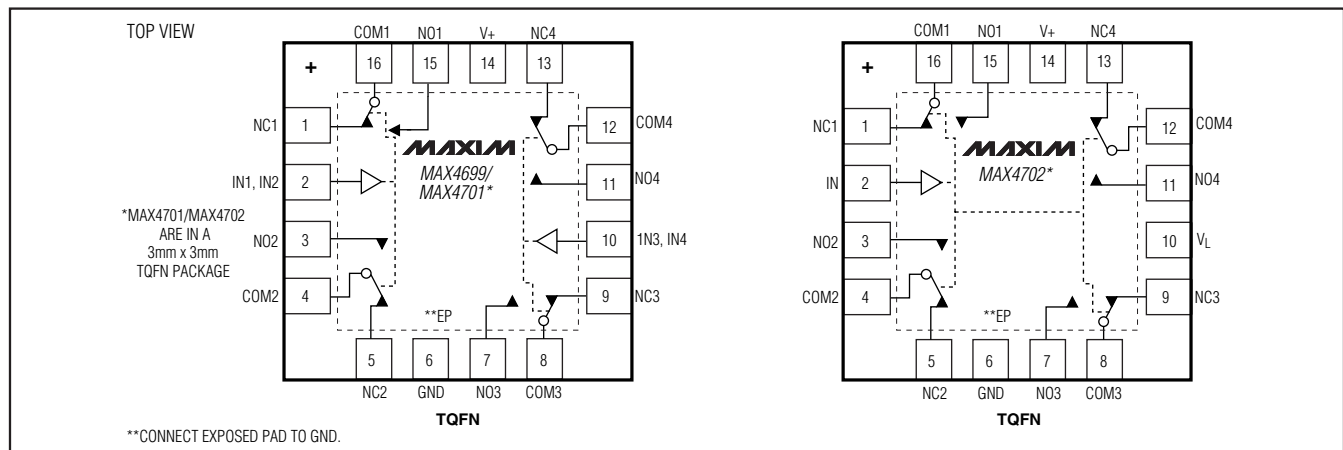 TOP VIEW
COM1 NO1 V+ NC4
+ 16 15 14 13
NC1 1
12 COM4
MAXIM
MAX4699/
MAX4701*
IN1, IN2 2
11 NO4
*MAX4701/MAX4702
ARE IN A
3mm x 3mm
TQFN PACKAGE
NO2 3
10 1N3, IN4
COM2 4
9 NC3
**EP
5 6 7 8
NC2 GND NO3 COM3
TQFN
**CONNECT EXPOSED PAD TO GND.
COM1 NO1 V+ NC4
+ 16 15 14 13
NC1 1
12 COM4
MAXIM
MAX4702*
IN 2
11 NO4
NO2 3
10 VL
COM2 4
9 NC3
**EP
5 6 7 8
NC2 GND NO3 COM3
TQFN